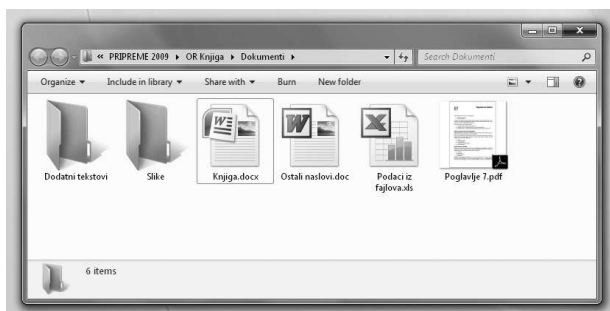 « PRIPREME 2009 ▸ OR Knjiga ▸ Dokumenti ▸
Search Dokumenti
Organize ▾ Include in library ▾ Share with ▾ Burn New folder
Dodatni tekstovi
Slike
Knjiga.docx
Ostali naslovi.doc
Podaci iz
fajlova.xls
Poglavlje 7.pdf
6 items